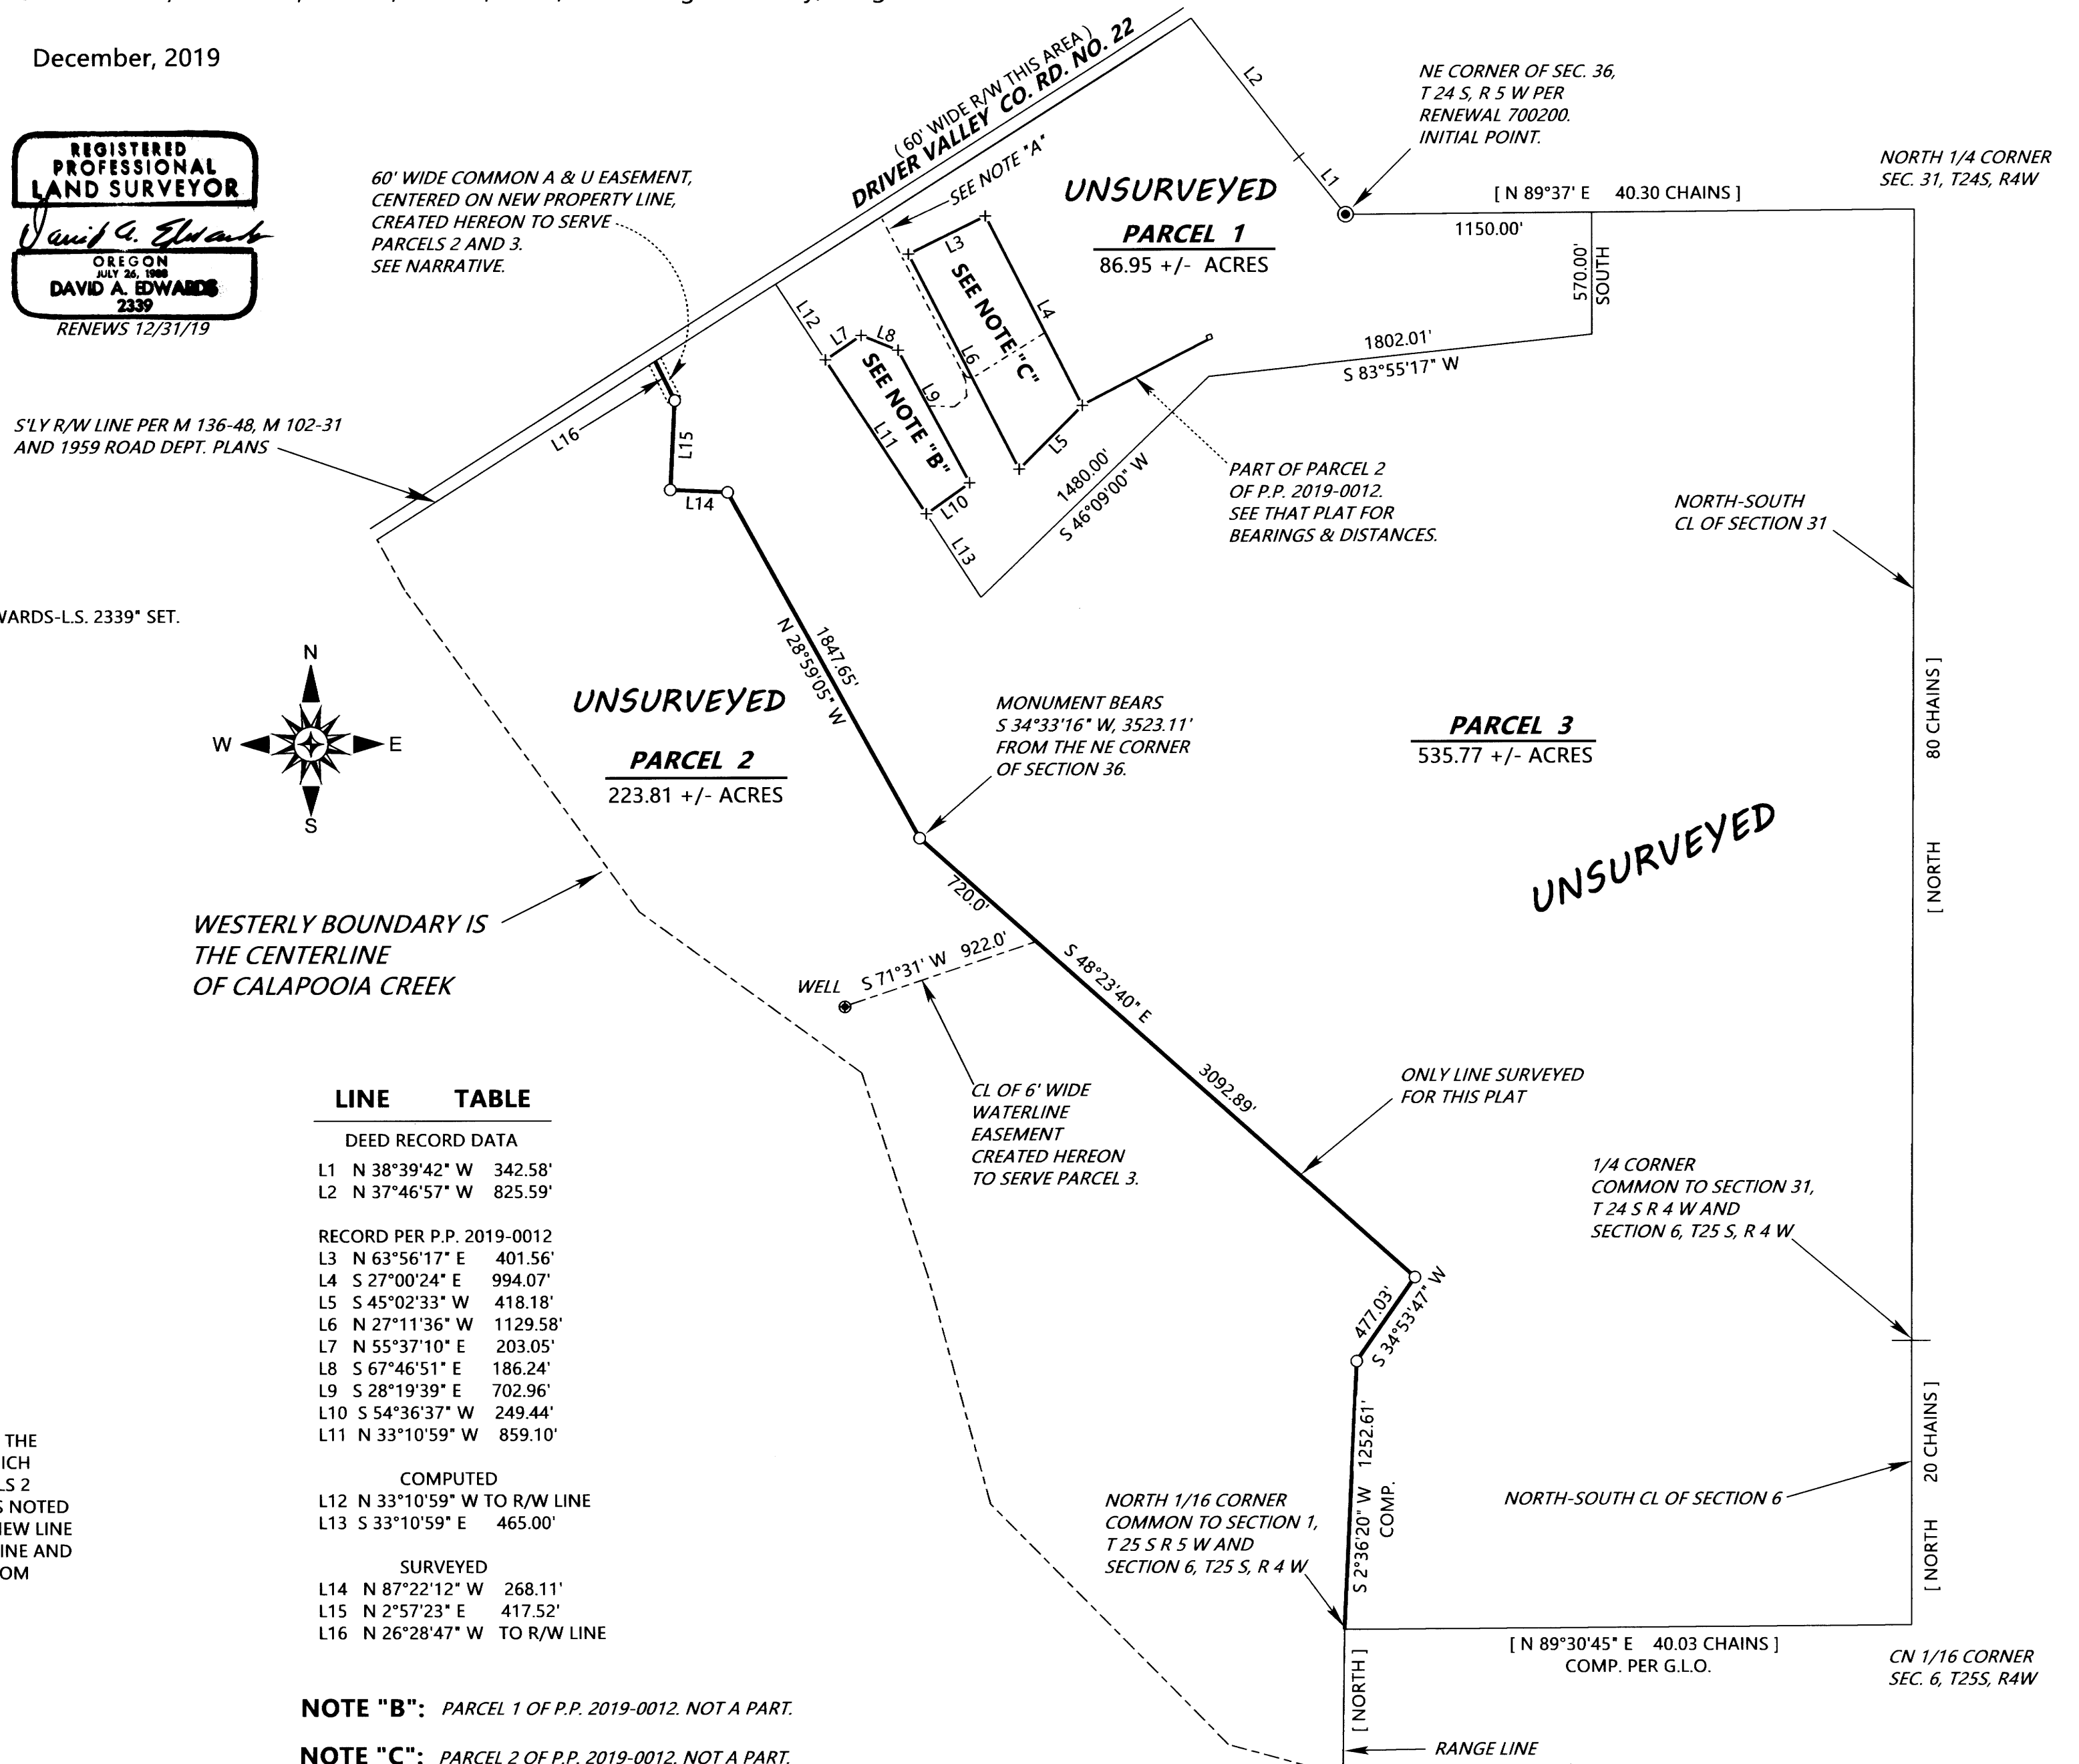 December, 2019
REGISTERED
PROFESSIONAL
LAND SURVEYOR
David A. Edwards
OREGON
JULY 26, 1988
DAVID A. EDWARDS
2339
RENEWS 12/31/19
60' WIDE COMMON A & U EASEMENT,
CENTERED ON NEW PROPERTY LINE,
CREATED HEREON TO SERVE
PARCELS 2 AND 3.
SEE NARRATIVE.
( 60' WIDE R/W THIS AREA )
DRIVER VALLEY CO. RD. NO. 22
SEE NOTE "A"
L2
L1
NE CORNER OF SEC. 36,
T 24 S, R 5 W PER
RENEWAL 700200.
INITIAL POINT.
NORTH 1/4 CORNER
SEC. 31, T24S, R4W
[ N 89°37' E 40.30 CHAINS ]
1150.00'
570.00'
SOUTH
UNSURVEYED
PARCEL 1
86.95 +/- ACRES
L3
L4
SEE NOTE "C"
L6
L5
L12
L7
L8
SEE NOTE "B"
L9
L11
L10
L13
1802.01'
S 83°55'17" W
1480.00'
S 46°09'00" W
PART OF PARCEL 2
OF P.P. 2019-0012.
SEE THAT PLAT FOR
BEARINGS & DISTANCES.
S'LY R/W LINE PER M 136-48, M 102-31
AND 1959 ROAD DEPT. PLANS
L16
L15
L14
NORTH-SOUTH
CL OF SECTION 31
WARDS-L.S. 2339" SET.
N
W
E
S
1847.65'
N 28°59'05" W
UNSURVEYED
PARCEL 2
223.81 +/- ACRES
MONUMENT BEARS
S 34°33'16" W, 3523.11'
FROM THE NE CORNER
OF SECTION 36.
PARCEL 3
535.77 +/- ACRES
UNSURVEYED
80 CHAINS ]
[ NORTH
WESTERLY BOUNDARY IS
THE CENTERLINE
OF CALAPOOIA CREEK
720.0'
WELL
S 71°31' W 922.0'
S 48°23'40" E
3092.89'
CL OF 6' WIDE
WATERLINE
EASEMENT
CREATED HEREON
TO SERVE PARCEL 3.
ONLY LINE SURVEYED
FOR THIS PLAT
1/4 CORNER
COMMON TO SECTION 31,
T 24 S R 4 W AND
SECTION 6, T25 S, R 4 W
477.03'
S 34°53'47" W
S 2°36'20" W 1252.61'
COMP.
20 CHAINS ]
[ NORTH
NORTH-SOUTH CL OF SECTION 6
NORTH 1/16 CORNER
COMMON TO SECTION 1,
T 25 S R 5 W AND
SECTION 6, T25 S, R 4 W
[ N 89°30'45" E 40.03 CHAINS ]
COMP. PER G.L.O.
CN 1/16 CORNER
SEC. 6, T25S, R4W
[ NORTH ]
RANGE LINE
LINE TABLE
DEED RECORD DATA
L1 N 38°39'42" W 342.58'
L2 N 37°46'57" W 825.59'
RECORD PER P.P. 2019-0012
L3 N 63°56'17" E 401.56'
L4 S 27°00'24" E 994.07'
L5 S 45°02'33" W 418.18'
L6 N 27°11'36" W 1129.58'
L7 N 55°37'10" E 203.05'
L8 S 67°46'51" E 186.24'
L9 S 28°19'39" E 702.96'
L10 S 54°36'37" W 249.44'
L11 N 33°10'59" W 859.10'
COMPUTED
L12 N 33°10'59" W TO R/W LINE
L13 S 33°10'59" E 465.00'
SURVEYED
L14 N 87°22'12" W 268.11'
L15 N 2°57'23" E 417.52'
L16 N 26°28'47" W TO R/W LINE
THE
ICH
LS 2
S NOTED
NEW LINE
INE AND
OM
NOTE "B": PARCEL 1 OF P.P. 2019-0012. NOT A PART.
NOTE "C": PARCEL 2 OF P.P. 2019-0012. NOT A PART.